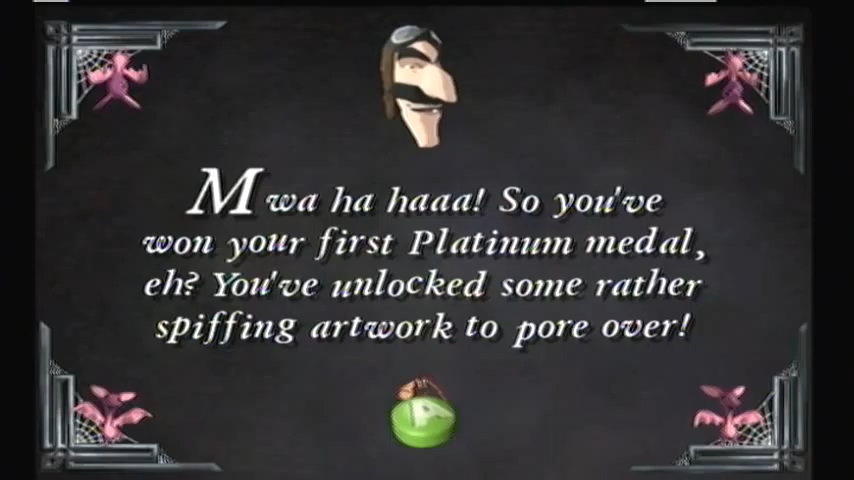 Mwa ha haaa! So you've
won your first Platinum medal,
eh? You've unlocked some rather
spiffing artwork to pore over!
A